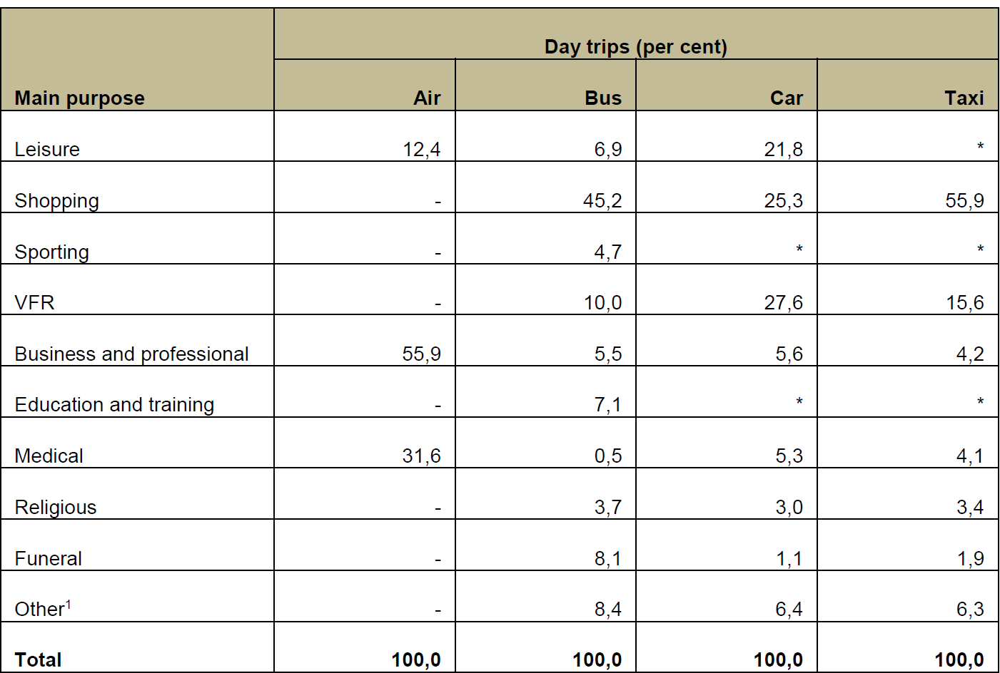 Day trips (per cent)
Main purpose Air Bus Car Taxi
Leisure 12,4 6,9 21,8 *
Shopping - 45,2 25,3 55,9
Sporting - 4,7 * *
VFR - 10,0 27,6 15,6
Business and professional 55,9 5,5 5,6 4,2
Education and training - 7,1 * *
Medical 31,6 0,5 5,3 4,1
Religious - 3,7 3,0 3,4
Funeral - 8,1 1,1 1,9
Other¹ - 8,4 6,4 6,3
Total 100,0 100,0 100,0 100,0